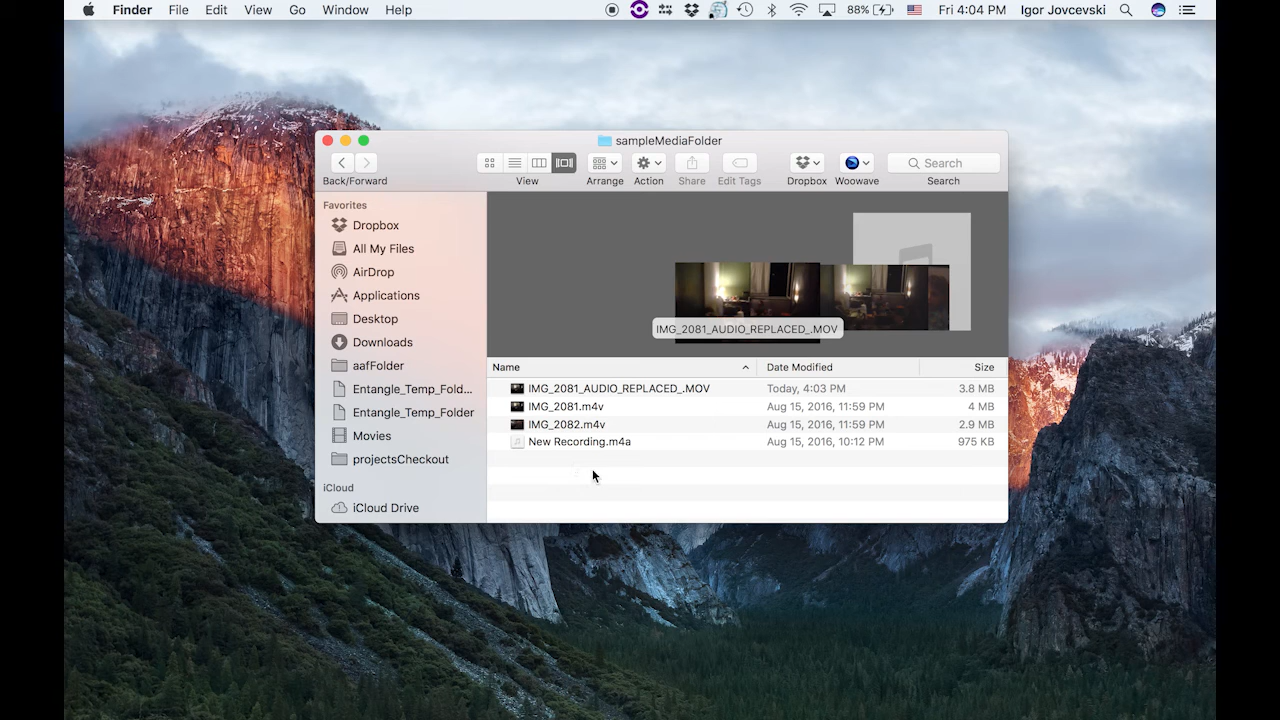 Finder File Edit View Go Window Help 88% Fri 4:04 PM Igor Jovcevski
sampleMediaFolder
Search
Back/Forward View Arrange Action Share Edit Tags Dropbox Woowave Search
Favorites
Dropbox
All My Files
AirDrop
Applications
Desktop
Downloads
aafFolder
Entangle_Temp_Fold...
Entangle_Temp_Folder
Movies
projectsCheckout
iCloud
iCloud Drive
IMG_2081_AUDIO_REPLACED_.MOV
Name Date Modified Size
IMG_2081_AUDIO_REPLACED_.MOV Today, 4:03 PM 3.8 MB
IMG_2081.m4v Aug 15, 2016, 11:59 PM 4 MB
IMG_2082.m4v Aug 15, 2016, 11:59 PM 2.9 MB
New Recording.m4a Aug 15, 2016, 10:12 PM 975 KB